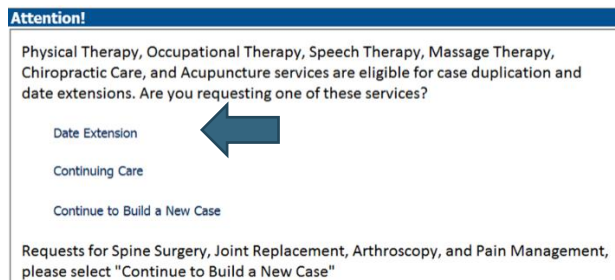 Attention!
Physical Therapy, Occupational Therapy, Speech Therapy, Massage Therapy,
Chiropractic Care, and Acupuncture services are eligible for case duplication and
date extensions. Are you requesting one of these services?
Date Extension
Continuing Care
Continue to Build a New Case
Requests for Spine Surgery, Joint Replacement, Arthroscopy, and Pain Management,
please select "Continue to Build a New Case"